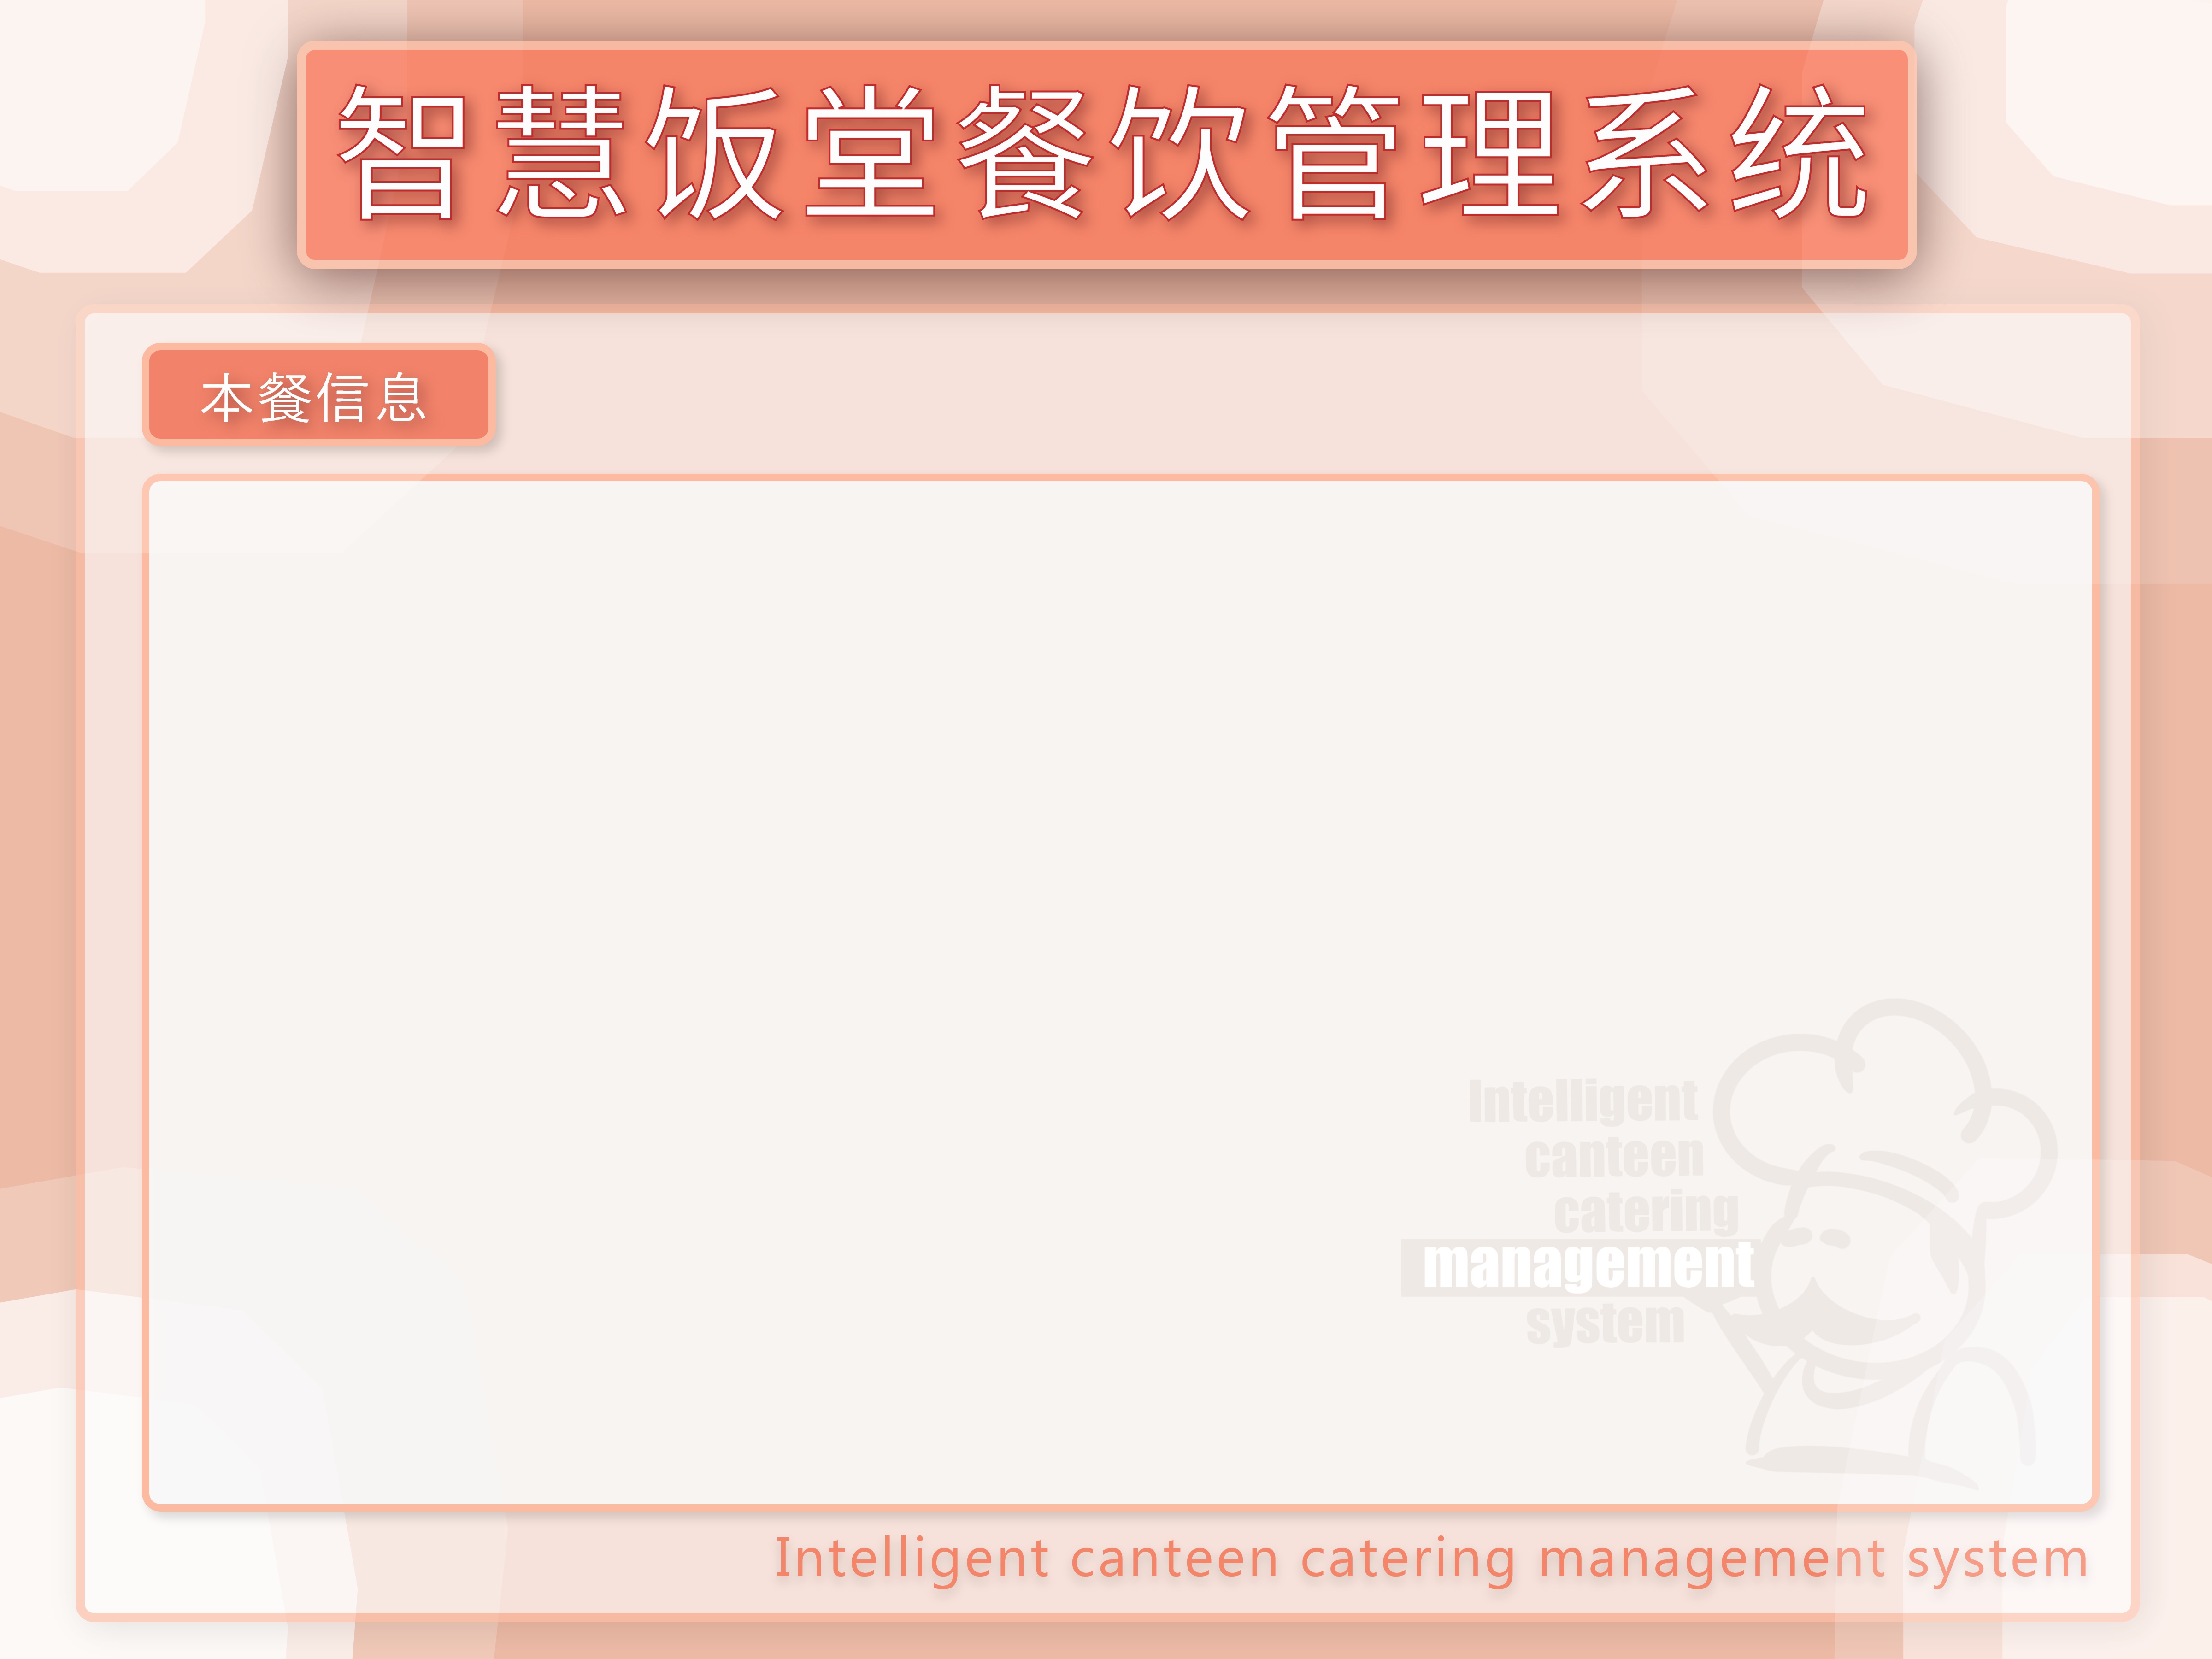 智慧饭堂餐饮管理系统
本餐信息
Intelligent
canteen
catering
management
system
Intelligent canteen catering management system